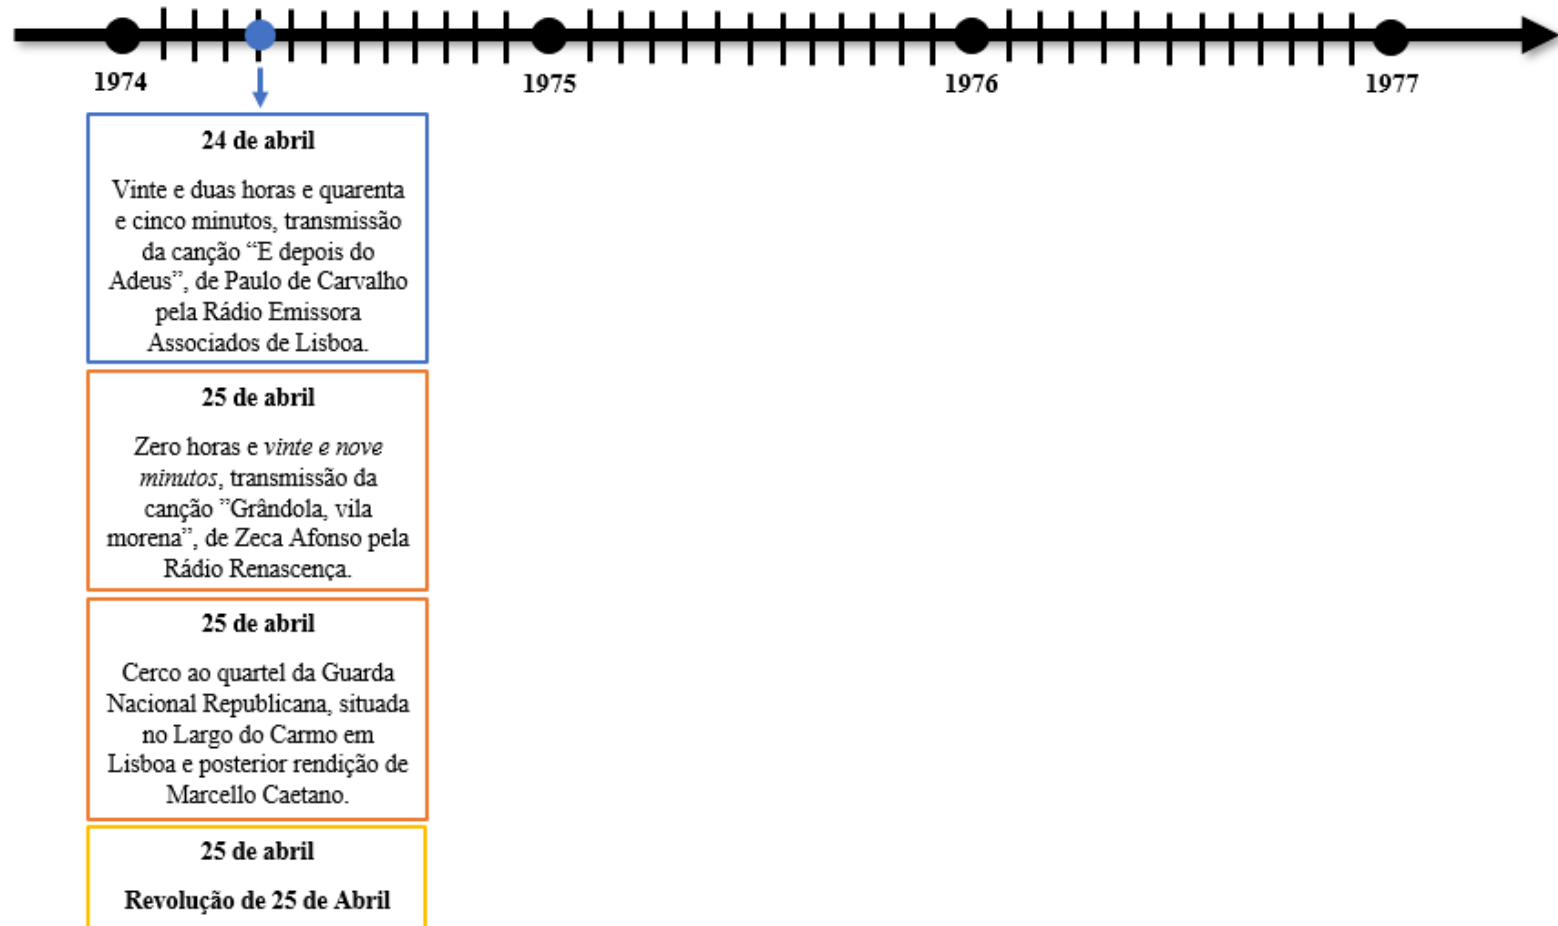 1974
1975
1976
1977
24 de abril
Vinte e duas horas e quarenta
e cinco minutos, transmissão
da canção “E depois do
Adeus”, de Paulo de Carvalho
pela Rádio Emissora
Associados de Lisboa.
25 de abril
Zero horas e vinte e nove
minutos, transmissão da
canção ”Grândola, vila
morena”, de Zeca Afonso pela
Rádio Renascença.
25 de abril
Cerco ao quartel da Guarda
Nacional Republicana, situada
no Largo do Carmo em
Lisboa e posterior rendição de
Marcello Caetano.
25 de abril
Revolução de 25 de Abril